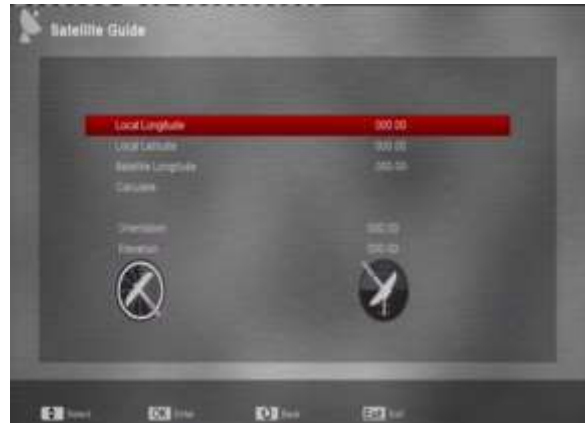 Satellite Guide
Local Longitude 000.00
Local Latitude 000.00
Satellite Longitude 000.00
Calculate
Orientation 000.00
Elevation 000.00
Select OK Enter Back Exit Exit